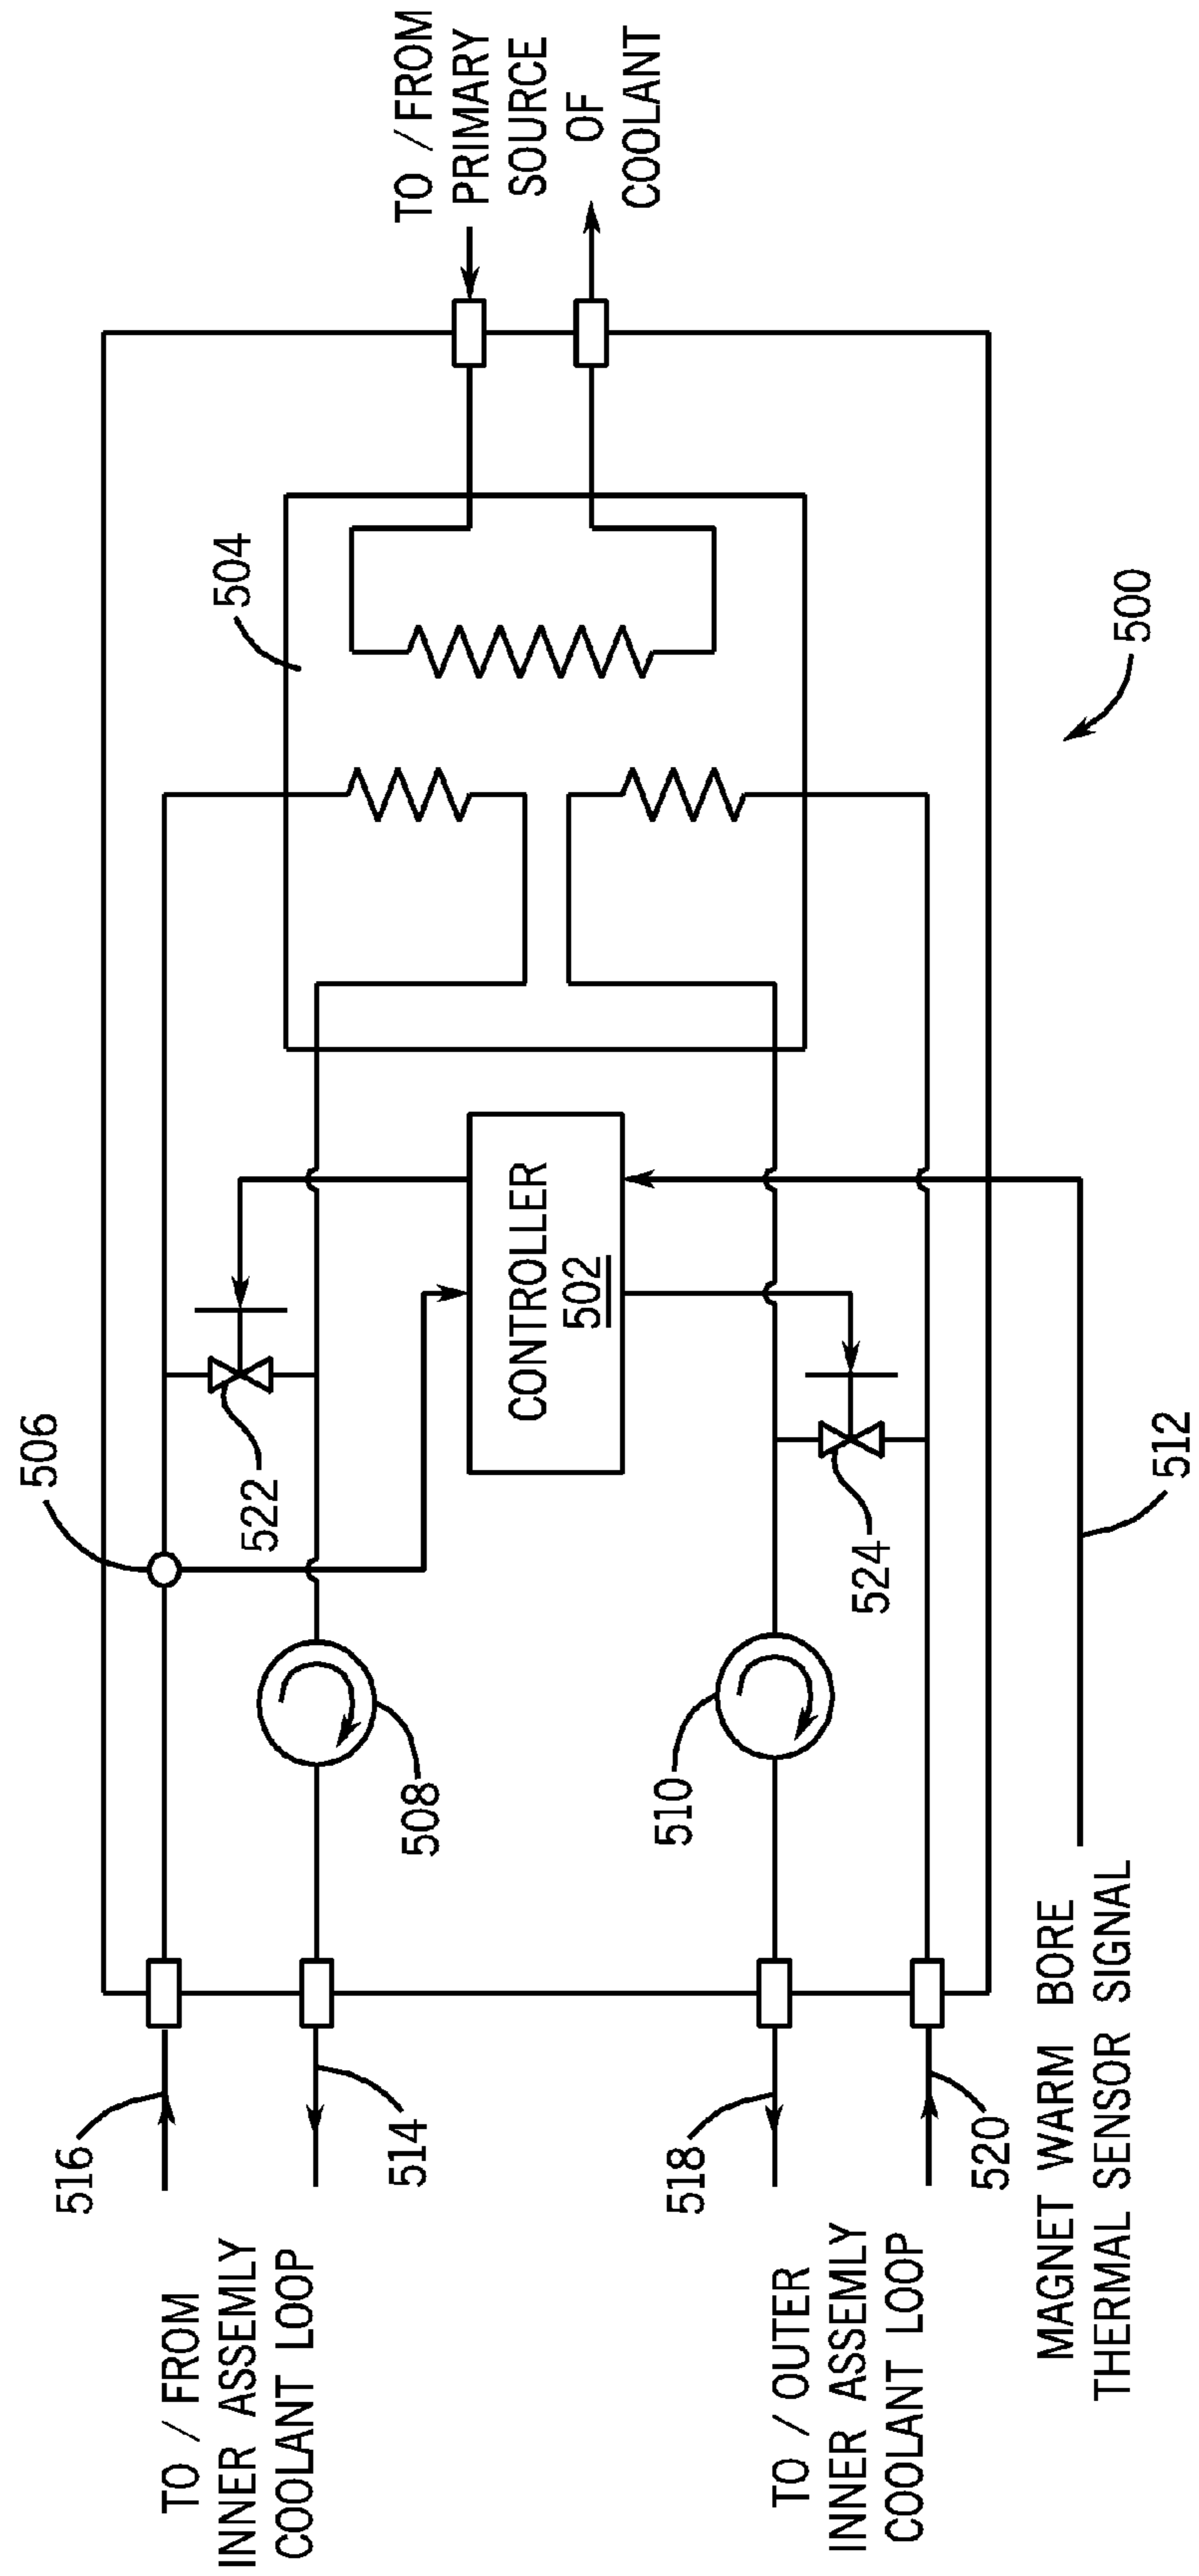 TO / FROM
PRIMARY
SOURCE
OF
COOLANT
504
500
506
522
CONTROLLER
502
524
512
508
510
516
514
518
520
TO / FROM
INNER ASSEMLY
COOLANT LOOP
TO / OUTER
INNER ASSEMLY
COOLANT LOOP
MAGNET WARM BORE
THERMAL SENSOR SIGNAL